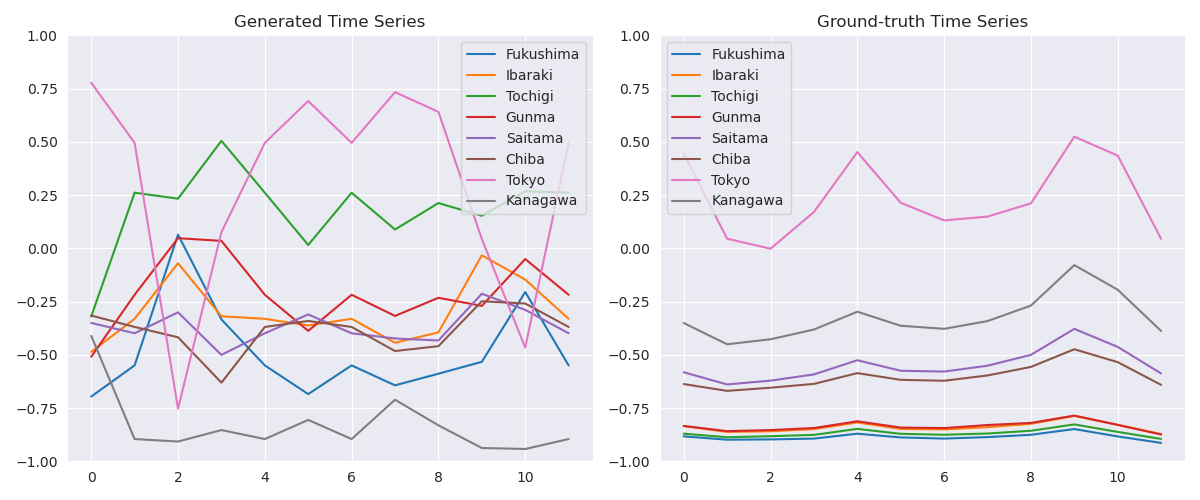 Generated Time Series
1.00
0.75
0.50
0.25
0.00
−0.25
−0.50
−0.75
−1.00
0
2
4
6
8
10
Fukushima
Ibaraki
Tochigi
Gunma
Saitama
Chiba
Tokyo
Kanagawa
Ground-truth Time Series
1.00
0.75
0.50
0.25
0.00
−0.25
−0.50
−0.75
−1.00
0
2
4
6
8
10
Fukushima
Ibaraki
Tochigi
Gunma
Saitama
Chiba
Tokyo
Kanagawa